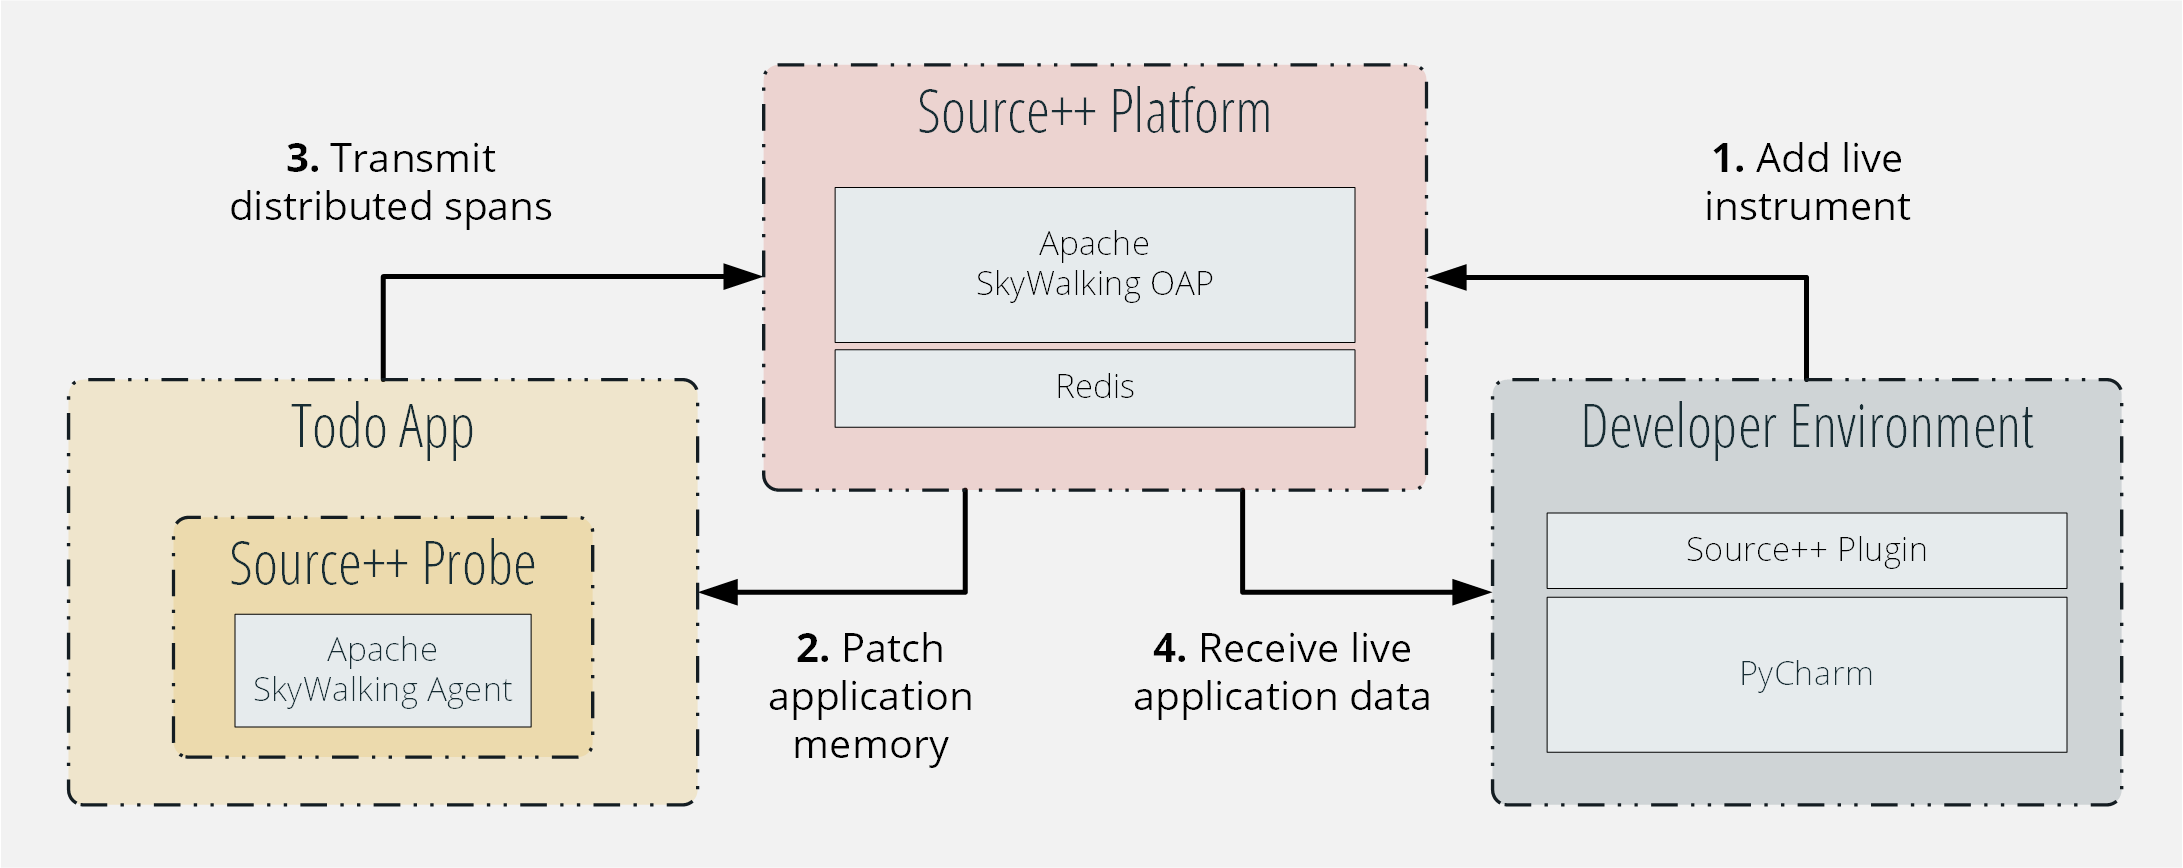 Source++ Platform
Apache
SkyWalking OAP
Redis
3. Transmit
distributed spans
1. Add live
instrument
Todo App
Source++ Probe
Apache
SkyWalking Agent
Developer Environment
Source++ Plugin
PyCharm
2. Patch
application
memory
4. Receive live
application data